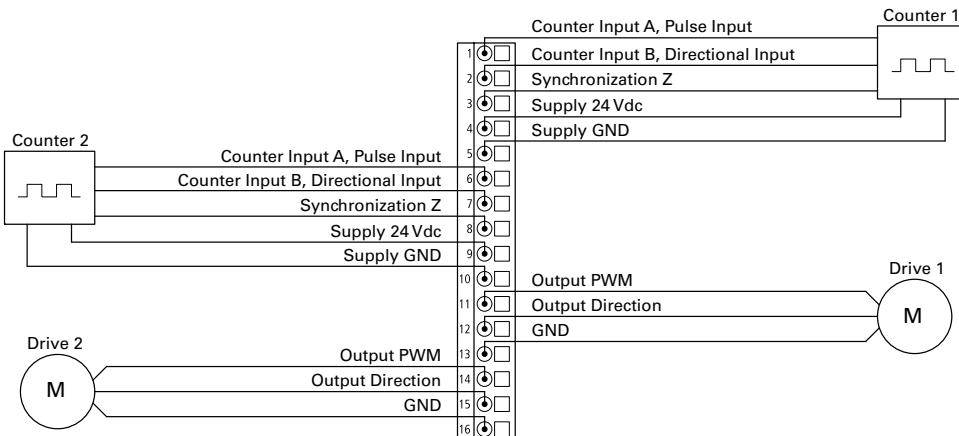 Counter 1
Counter Input A, Pulse Input
1
Counter Input B, Directional Input
2
Synchronization Z
3
Supply 24 Vdc
4
Supply GND
5
Counter 2
Counter Input A, Pulse Input
6
Counter Input B, Directional Input
7
Synchronization Z
8
Supply 24 Vdc
9
Supply GND
10
Drive 1
Output PWM
11
Output Direction
M
12
GND
13
Drive 2
Output PWM
14
Output Direction
M
15
GND
16